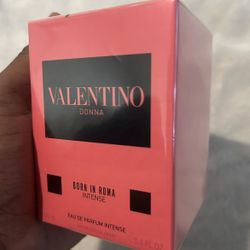 VALENTINO
DONNA
BORN IN ROMA
INTENSE
EAU DE PARFUM INTENSE